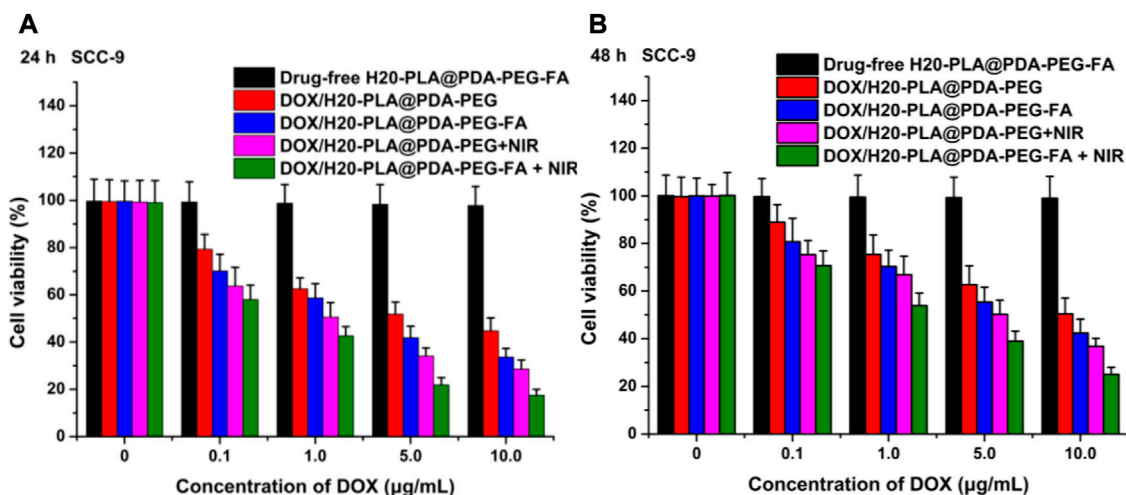 A
24 h SCC-9
Drug-free H20-PLA@PDA-PEG-FA
DOX/H20-PLA@PDA-PEG
DOX/H20-PLA@PDA-PEG-FA
DOX/H20-PLA@PDA-PEG+NIR
DOX/H20-PLA@PDA-PEG-FA + NIR
Cell viability (%)
140
120
100
80
60
40
20
0
0 0.1 1.0 5.0 10.0
Concentration of DOX (μg/mL)
B
48 h SCC-9
Drug-free H20-PLA@PDA-PEG-FA
DOX/H20-PLA@PDA-PEG
DOX/H20-PLA@PDA-PEG-FA
DOX/H20-PLA@PDA-PEG+NIR
DOX/H20-PLA@PDA-PEG-FA + NIR
Cell viability (%)
140
120
100
80
60
40
20
0
0 0.1 1.0 5.0 10.0
Concentration of DOX (μg/mL)